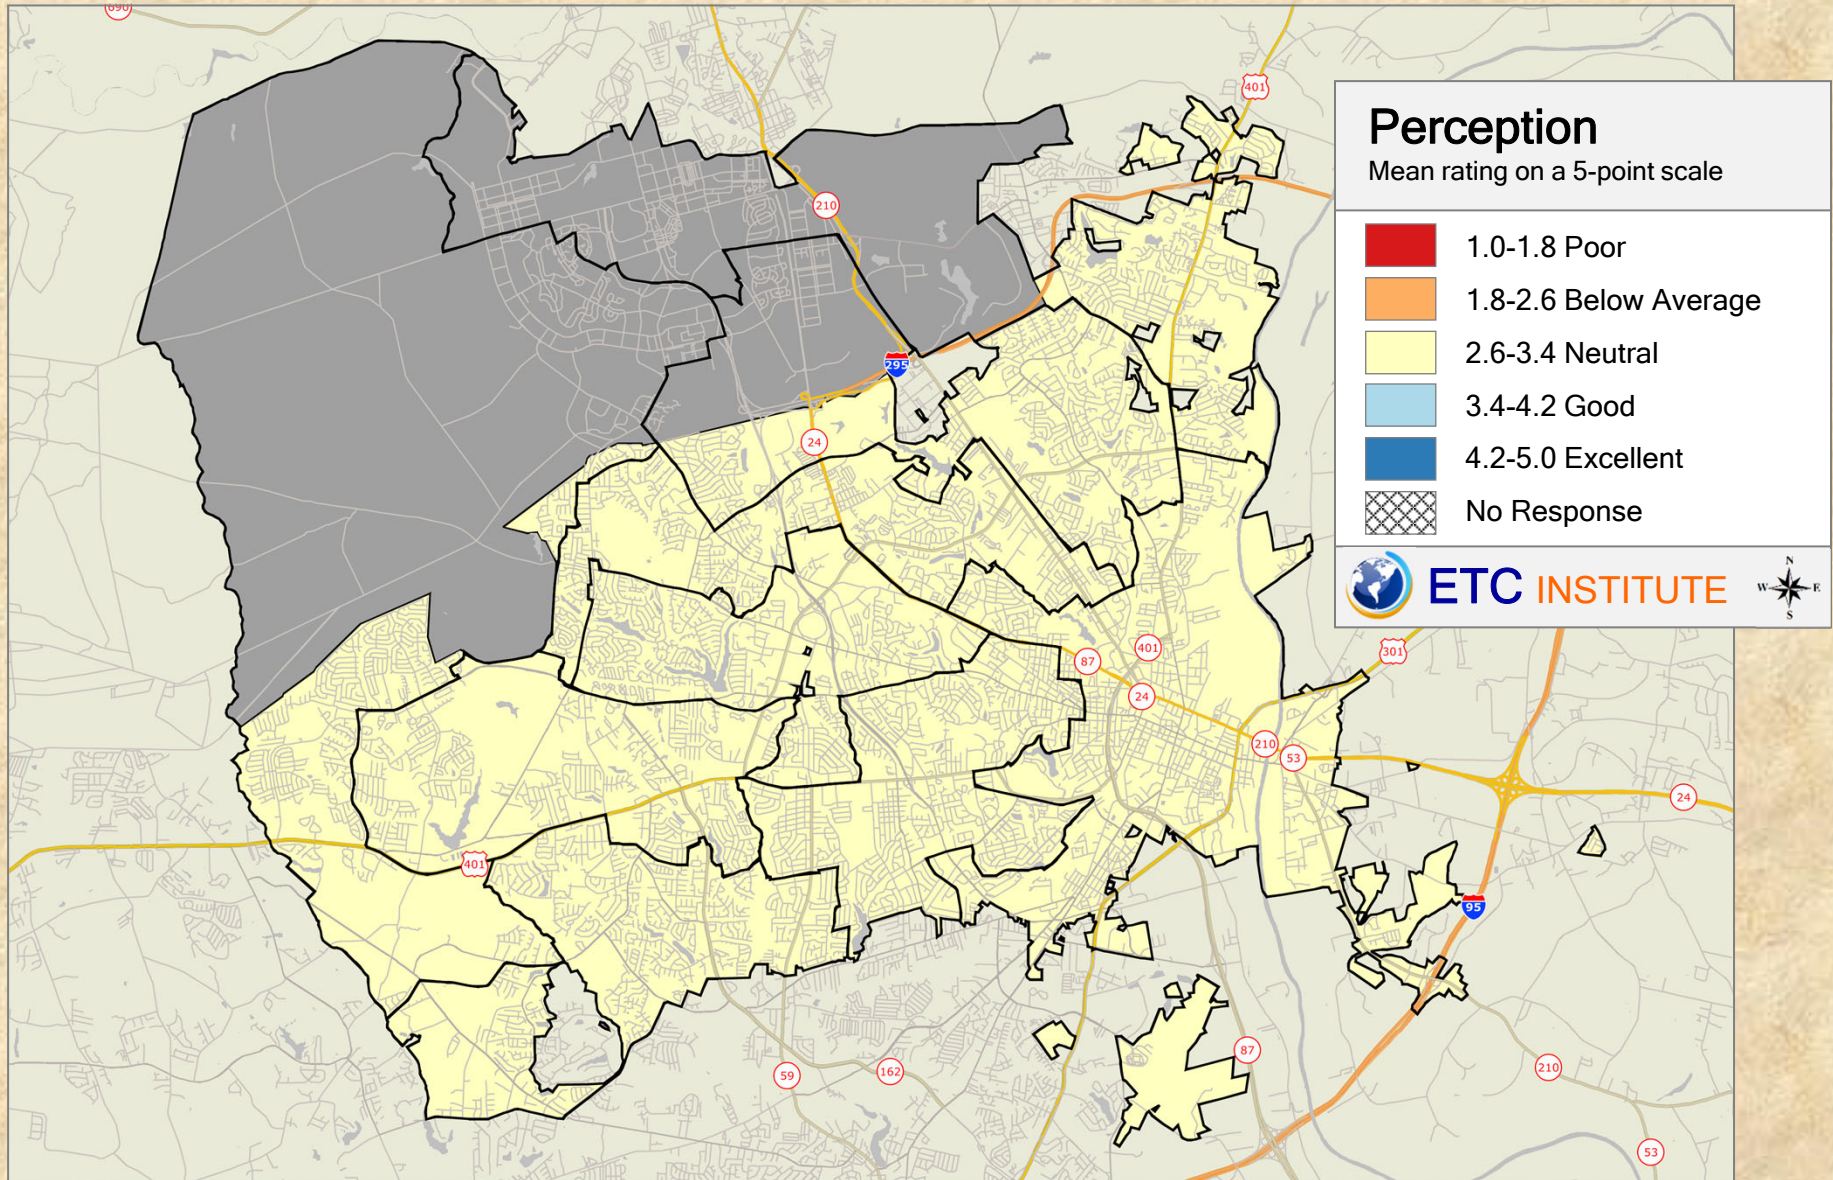 690
401
Perception
Mean rating on a 5-point scale
210
1.0-1.8 Poor
1.8-2.6 Below Average
295
2.6-3.4 Neutral
3.4-4.2 Good
24
4.2-5.0 Excellent
No Response
ETC INSTITUTE
N
W E
S
401
301
87
24
210
53
24
401
95
87
59
162
210
53